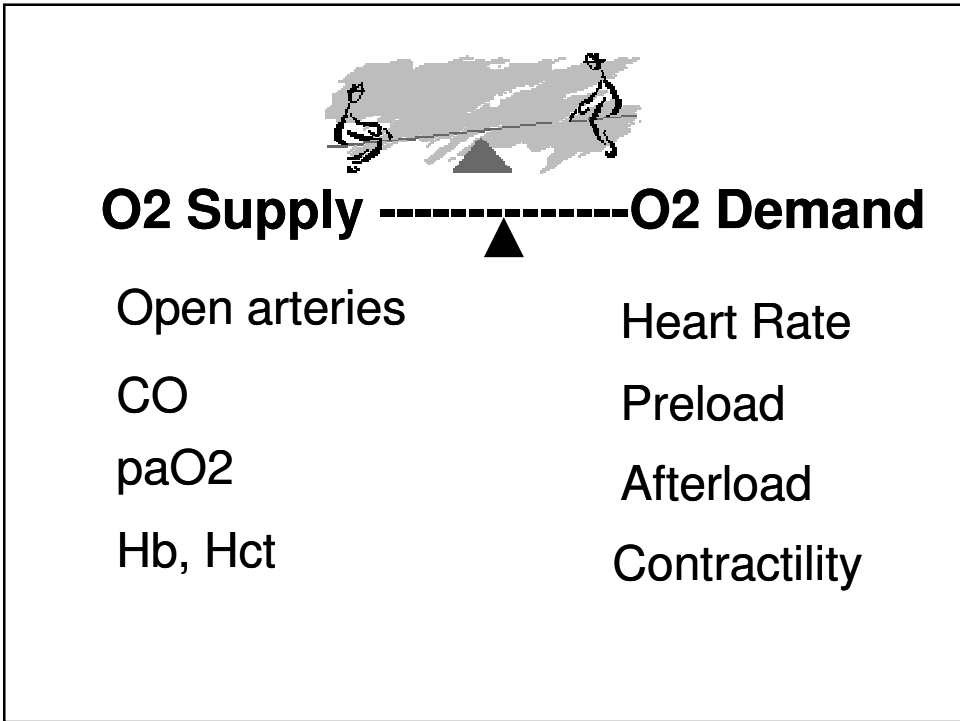 O2 Supply --------------O2 Demand
Open arteries
CO
paO2
Hb, Hct
Heart Rate
Preload
Afterload
Contractility